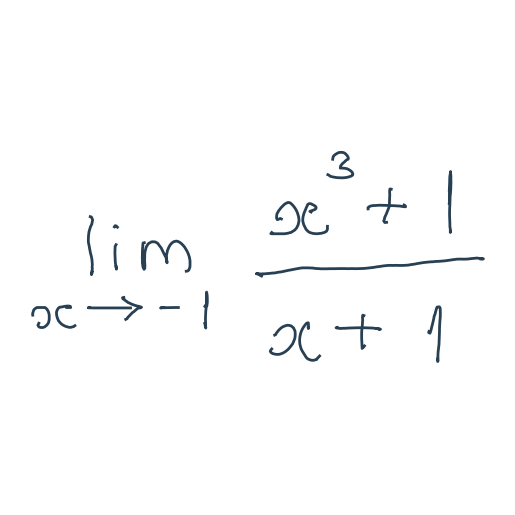 lim x→-1 (x³ + 1)/(x + 1)